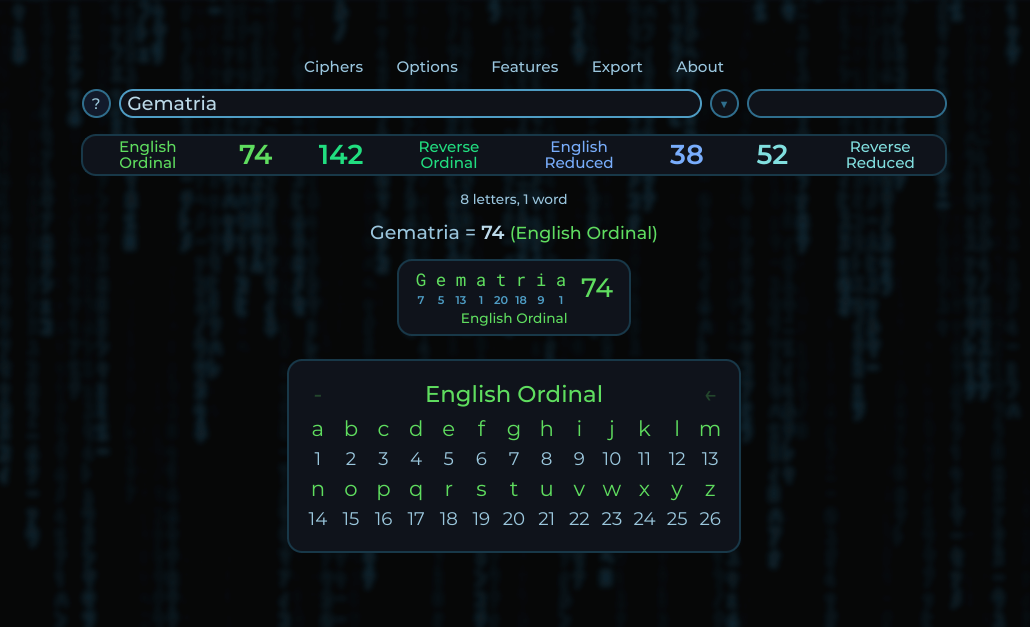 Ciphers Options Features Export About
? Gematria ▾
English Ordinal 74 142 Reverse Ordinal English Reduced 38 52 Reverse Reduced
8 letters, 1 word
Gematria = 74 (English Ordinal)
G e m a t r i a 74
7 5 13 1 20 18 9 1
English Ordinal
- English Ordinal ←
a b c d e f g h i j k l m
1 2 3 4 5 6 7 8 9 10 11 12 13
n o p q r s t u v w x y z
14 15 16 17 18 19 20 21 22 23 24 25 26